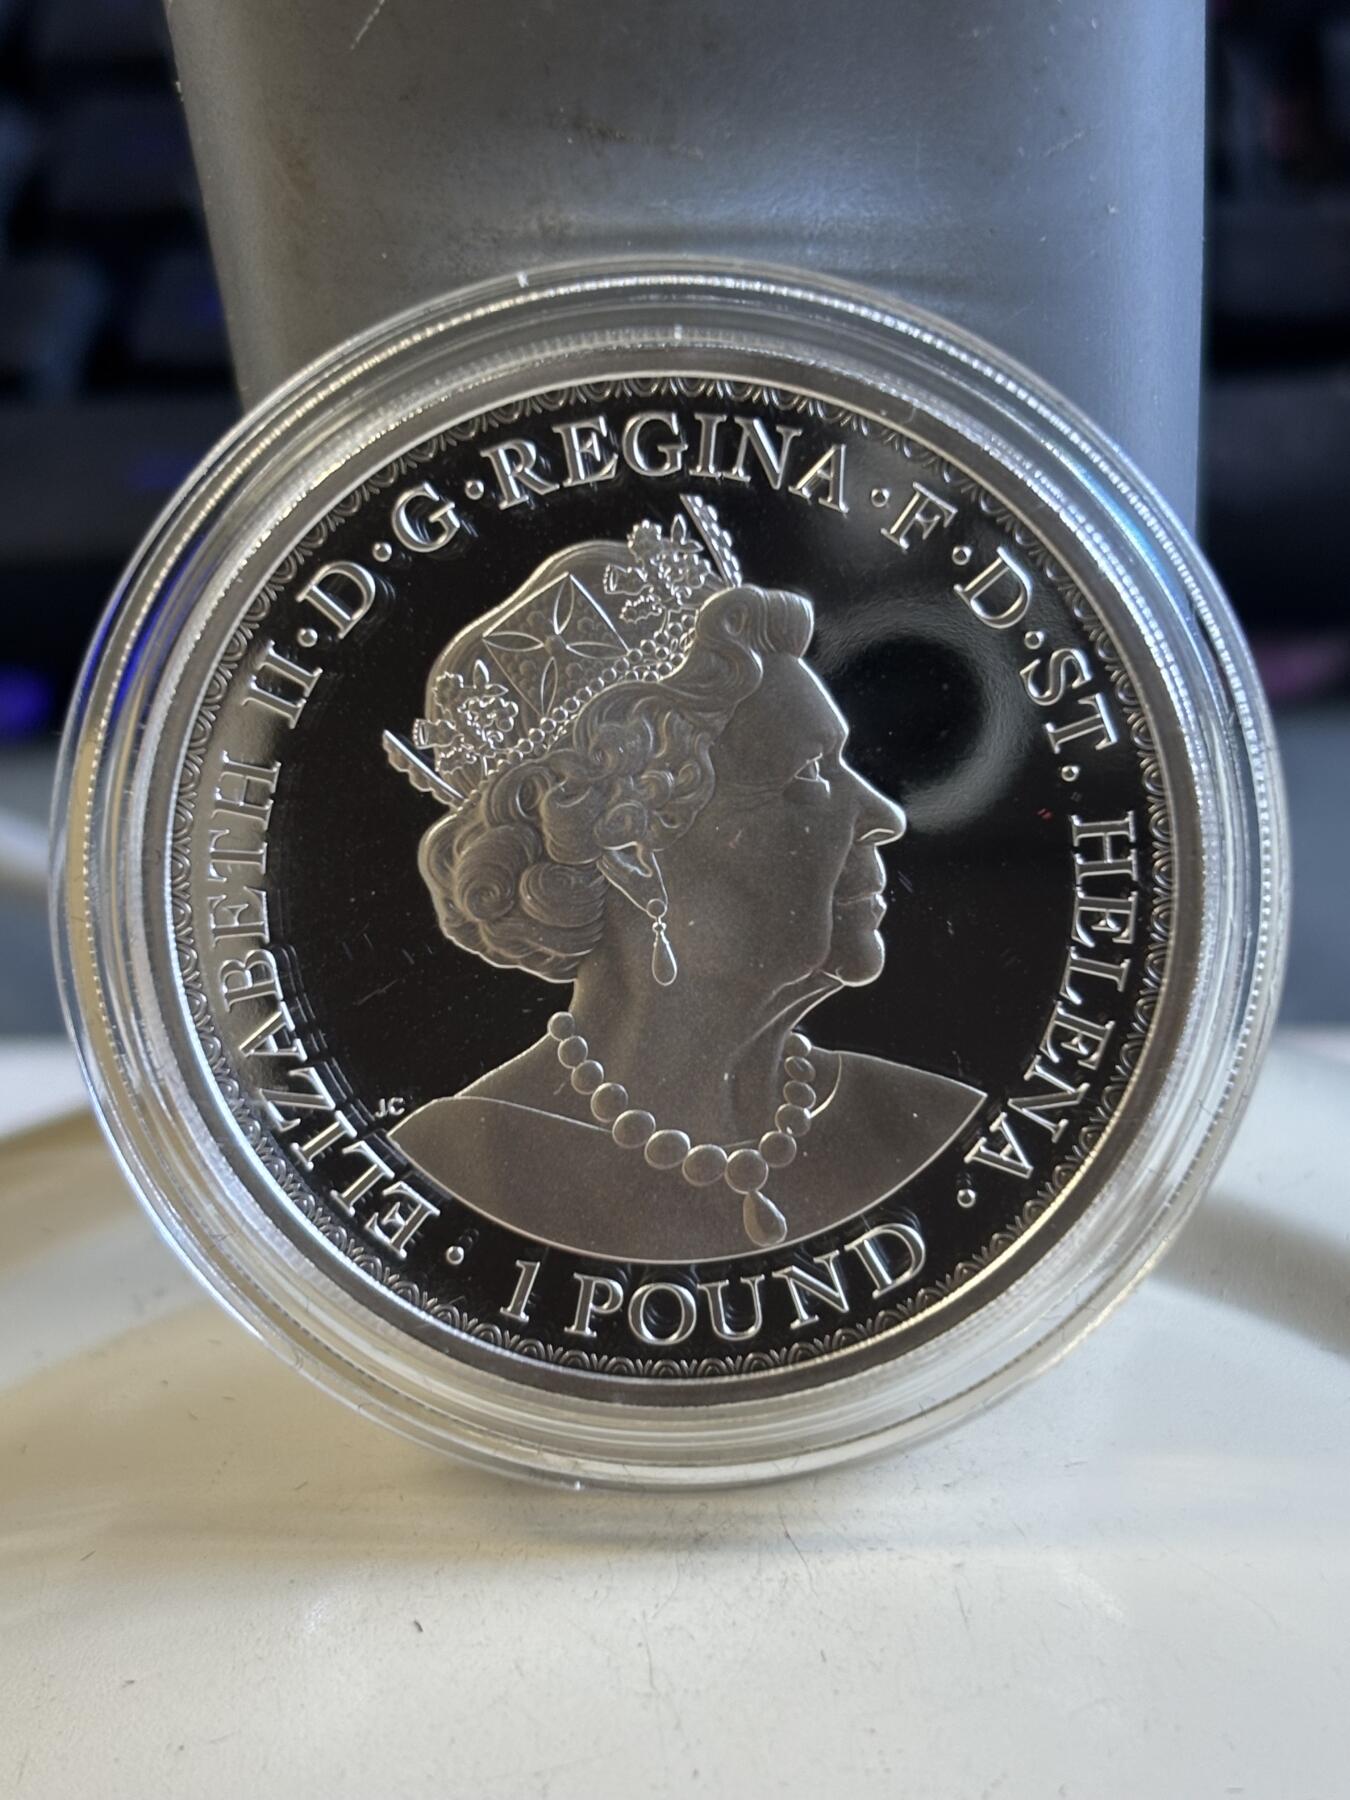 ELIZABETH II·D·G·REGINA·F·D·ST·HELENA·
1 POUND·
JC